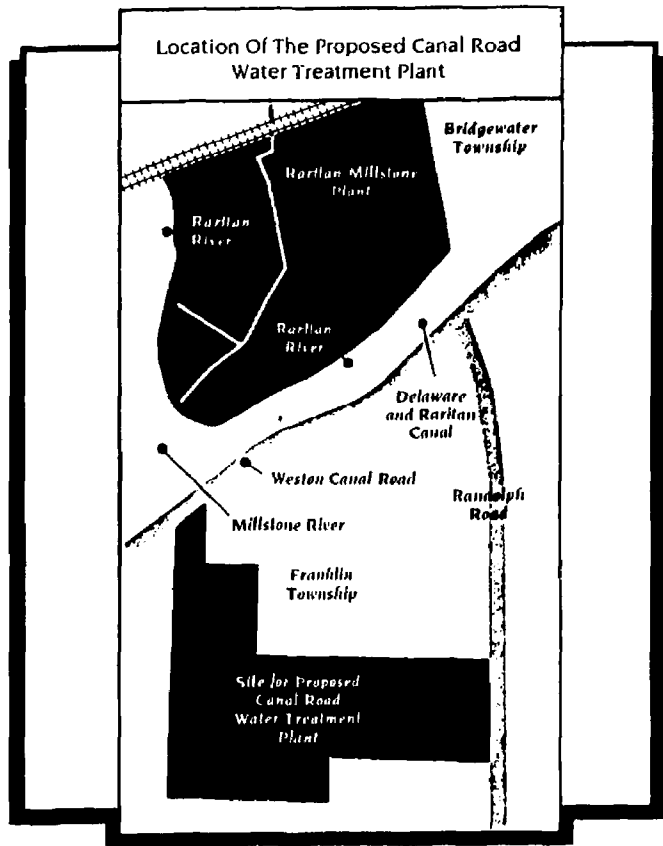 Location Of The Proposed Canal Road
Water Treatment Plant
Bridgewater
Township
Raritan Millstone
Plant
Raritan
River
Raritan
River
Delaware
and Raritan
Canal
Weston Canal Road
Randolph
Road
Millstone River
Franklin
Township
Site for Proposed
Canal Road
Water Treatment
Plant